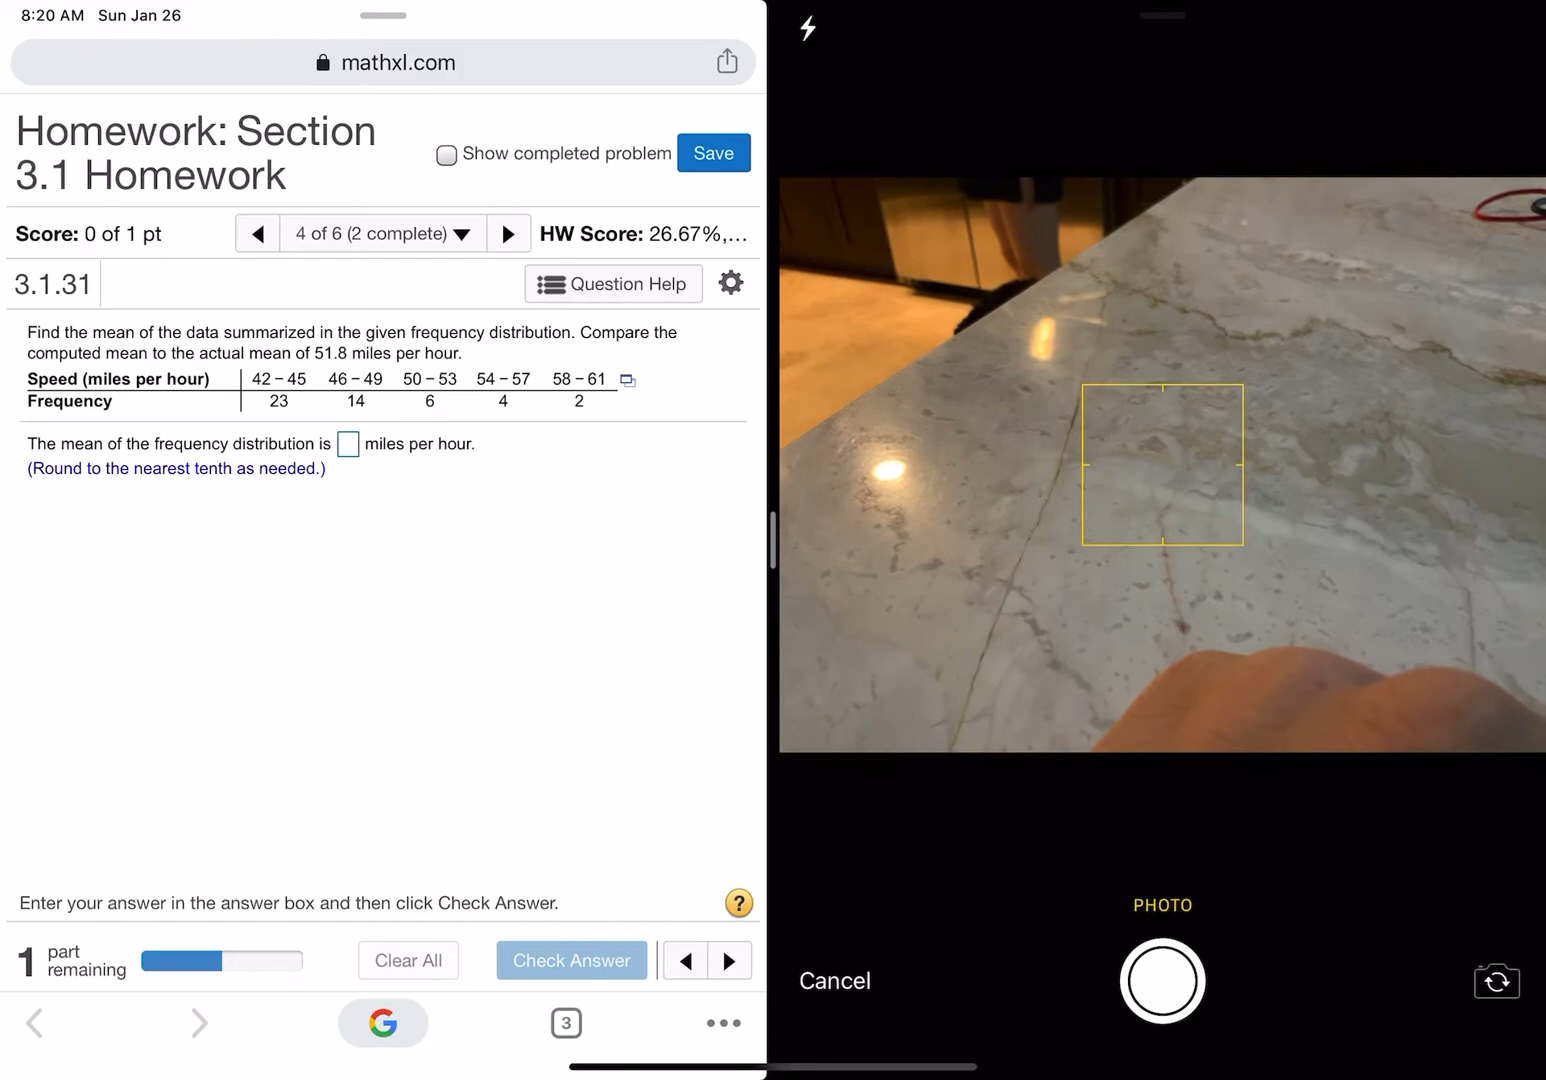 8:20 AM Sun Jan 26
mathxl.com
Homework: Section
3.1 Homework
Show completed problem
Save
Score: 0 of 1 pt
4 of 6 (2 complete)
HW Score: 26.67%,...
3.1.31
Question Help
Find the mean of the data summarized in the given frequency distribution. Compare the
computed mean to the actual mean of 51.8 miles per hour.
Speed (miles per hour) 42 – 45 46 – 49 50 – 53 54 – 57 58 – 61
Frequency 23 14 6 4 2
The mean of the frequency distribution is miles per hour.
(Round to the nearest tenth as needed.)
Enter your answer in the answer box and then click Check Answer.
?
1 part
remaining
Clear All
Check Answer
3
PHOTO
Cancel